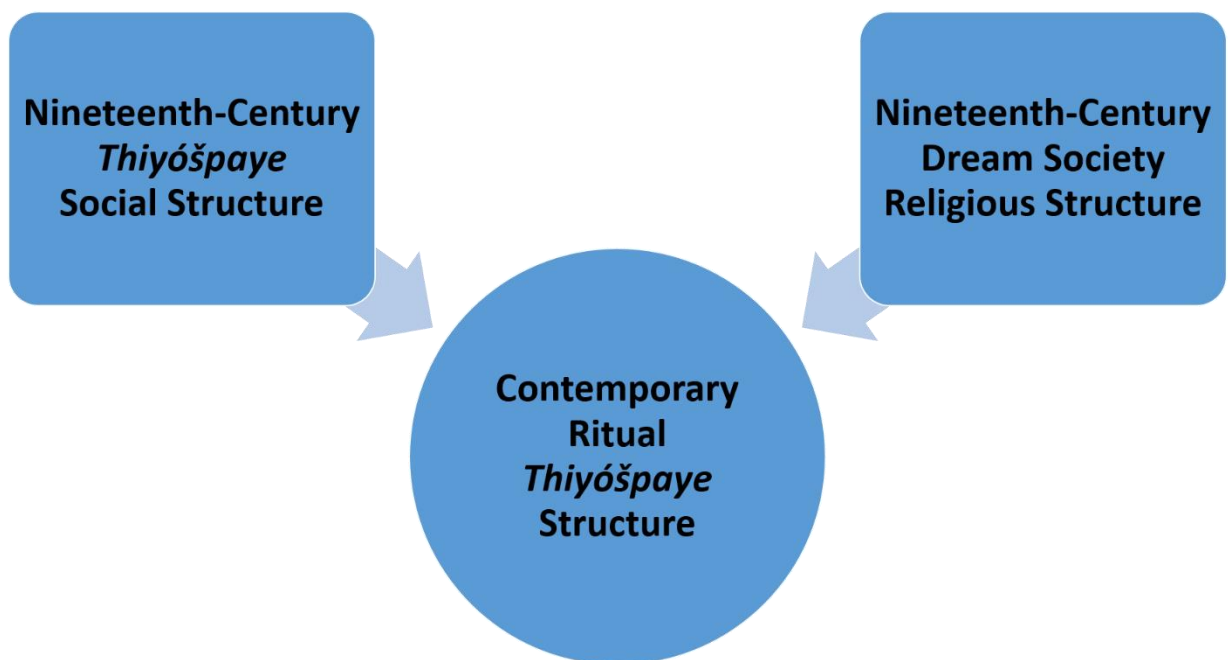 Nineteenth-Century
Thiyóšpaye
Social Structure
Nineteenth-Century
Dream Society
Religious Structure
Contemporary
Ritual
Thiyóšpaye
Structure